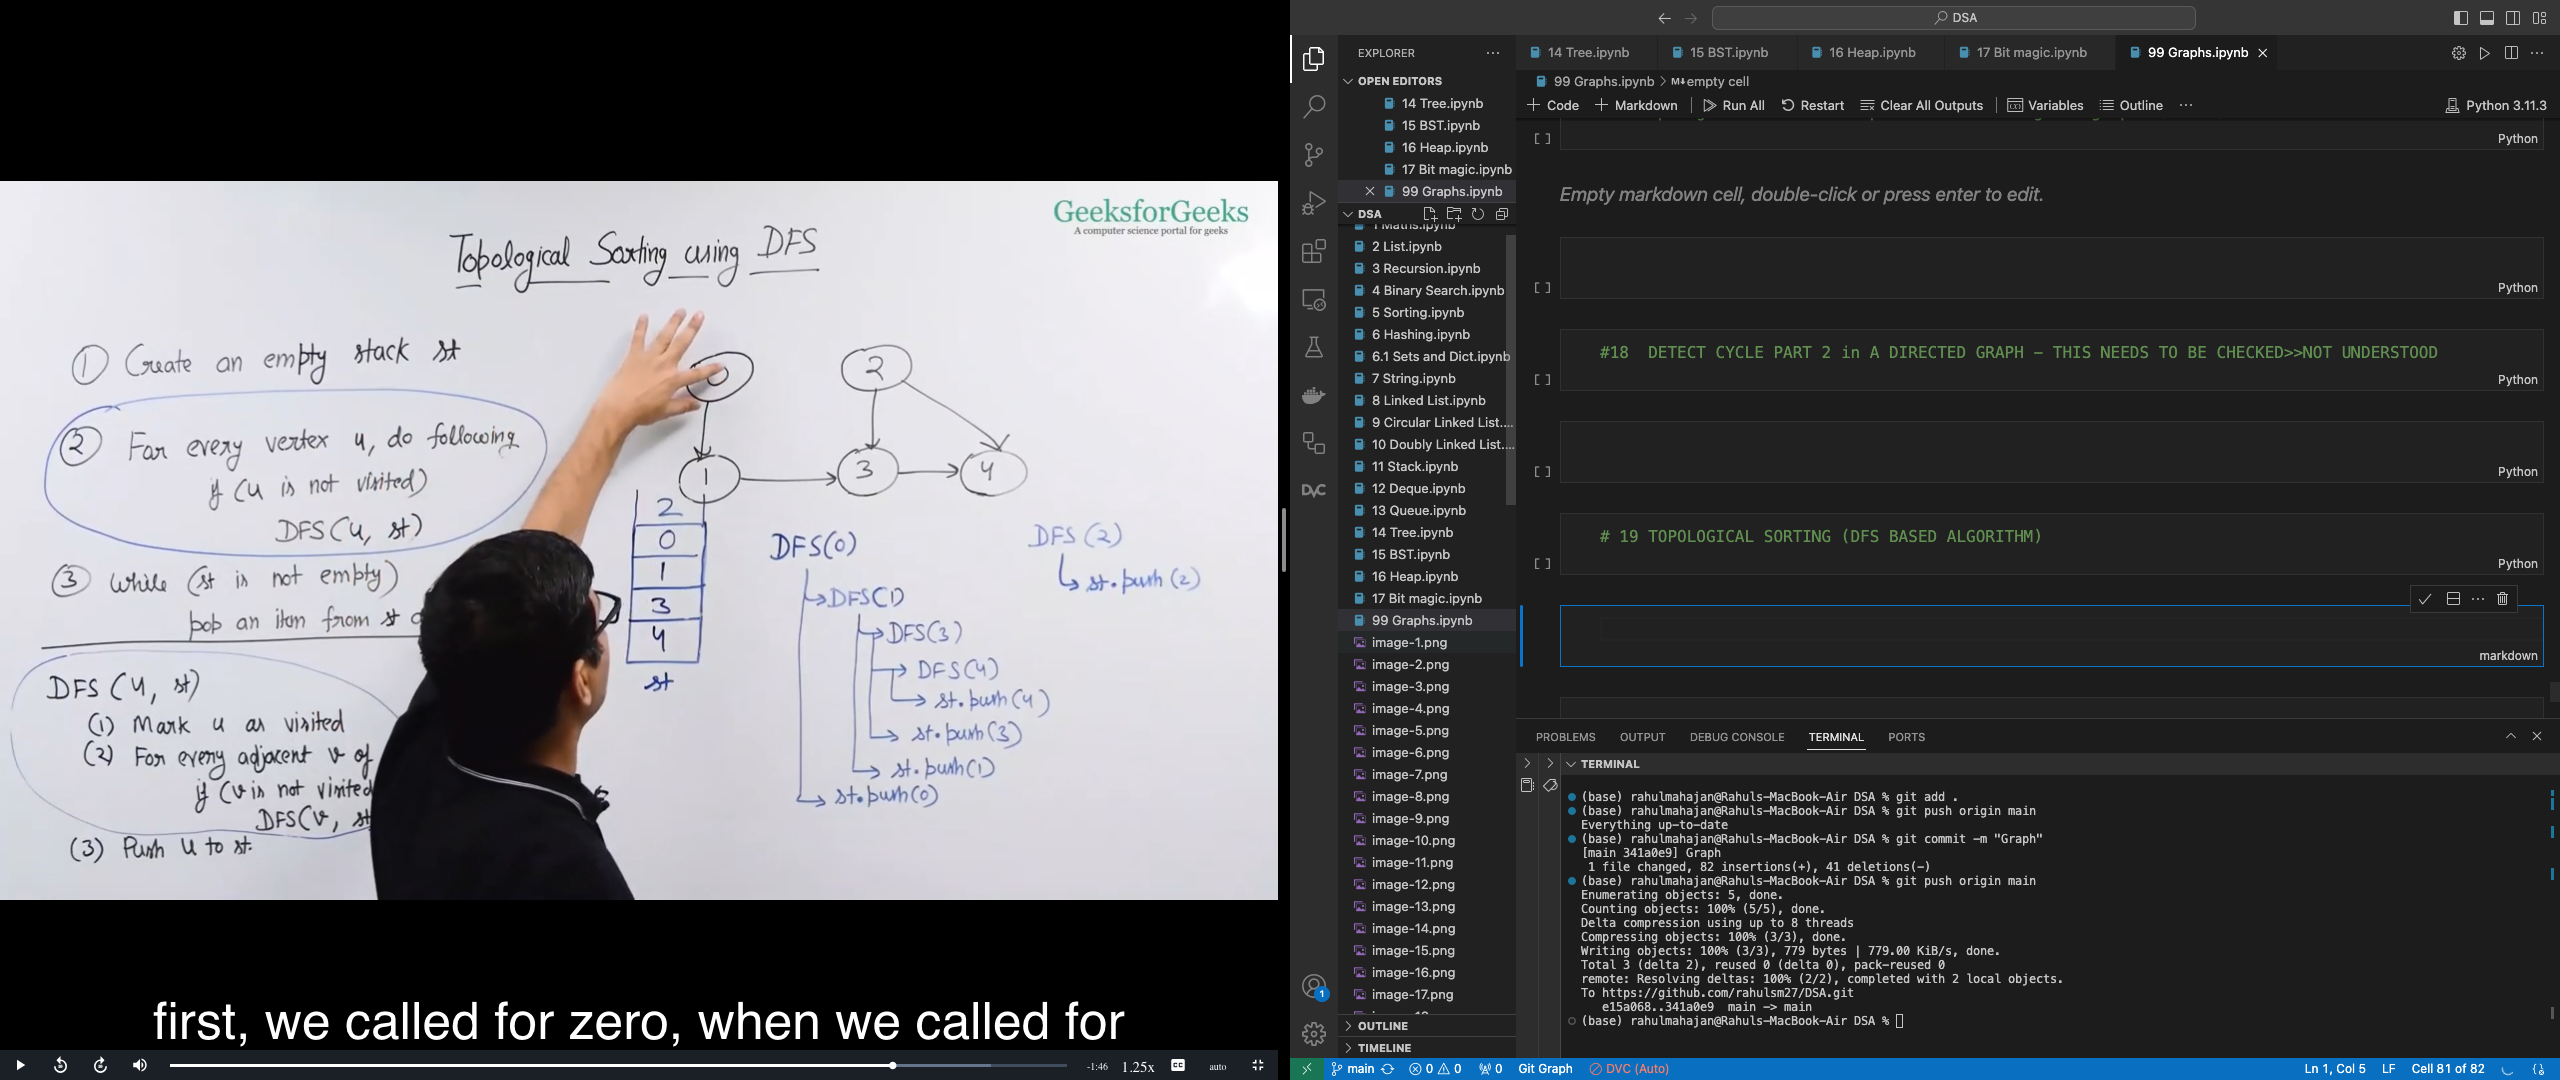 GeeksforGeeks
A computer science portal for geeks
Topological Sorting using DFS
① Create an empty stack st
② For every vertex u, do following
if (u is not visited)
DFS(u, st)
③ While (st is not empty)
pop an item from st
DFS(u, st)
(1) Mark u as visited
(2) For every adjacent v of
if (v is not visited
DFS(v, st
(3) Push u to st.
0
2
1
3
4
2
0
1
3
4
st
DFS(0)
DFS(1)
DFS(3)
DFS(4)
st.push(4)
st.push(3)
st.push(1)
st.push(0)
DFS(2)
st.push(2)
first, we called for zero, when we called for
-1:46
1.25x
CC
auto
DSA
EXPLORER
OPEN EDITORS
14 Tree.ipynb
15 BST.ipynb
16 Heap.ipynb
17 Bit magic.ipynb
99 Graphs.ipynb
DSA
1 Maths.ipynb
2 List.ipynb
3 Recursion.ipynb
4 Binary Search.ipynb
5 Sorting.ipynb
6 Hashing.ipynb
6.1 Sets and Dict.ipynb
7 String.ipynb
8 Linked List.ipynb
9 Circular Linked List....
10 Doubly Linked List....
11 Stack.ipynb
12 Deque.ipynb
13 Queue.ipynb
14 Tree.ipynb
15 BST.ipynb
16 Heap.ipynb
17 Bit magic.ipynb
99 Graphs.ipynb
image-1.png
image-2.png
image-3.png
image-4.png
image-5.png
image-6.png
image-7.png
image-8.png
image-9.png
image-10.png
image-11.png
image-12.png
image-13.png
image-14.png
image-15.png
image-16.png
image-17.png
OUTLINE
TIMELINE
DVC
1
14 Tree.ipynb 15 BST.ipynb 16 Heap.ipynb 17 Bit magic.ipynb 99 Graphs.ipynb
99 Graphs.ipynb > M↓ empty cell
+ Code + Markdown Run All Restart Clear All Outputs Variables Outline ... Python 3.11.3
[ ]
Python
Empty markdown cell, double-click or press enter to edit.
[ ]
Python
#18 DETECT CYCLE PART 2 in A DIRECTED GRAPH – THIS NEEDS TO BE CHECKED>>NOT UNDERSTOOD
[ ]
Python
[ ]
Python
# 19 TOPOLOGICAL SORTING (DFS BASED ALGORITHM)
[ ]
Python
markdown
PROBLEMS OUTPUT DEBUG CONSOLE TERMINAL PORTS
TERMINAL
(base) rahulmahajan@Rahuls-MacBook-Air DSA % git add .
(base) rahulmahajan@Rahuls-MacBook-Air DSA % git push origin main
Everything up-to-date
(base) rahulmahajan@Rahuls-MacBook-Air DSA % git commit -m "Graph"
[main 341a0e9] Graph
1 file changed, 82 insertions(+), 41 deletions(-)
(base) rahulmahajan@Rahuls-MacBook-Air DSA % git push origin main
Enumerating objects: 5, done.
Counting objects: 100% (5/5), done.
Delta compression using up to 8 threads
Compressing objects: 100% (3/3), done.
Writing objects: 100% (3/3), 779 bytes | 779.00 KiB/s, done.
Total 3 (delta 2), reused 0 (delta 0), pack-reused 0
remote: Resolving deltas: 100% (2/2), completed with 2 local objects.
To https://github.com/rahulsm27/DSA.git
e15a068..341a0e9 main -> main
(base) rahulmahajan@Rahuls-MacBook-Air DSA %
main 0 0 0 Git Graph DVC (Auto)
Ln 1, Col 5 LF Cell 81 of 82